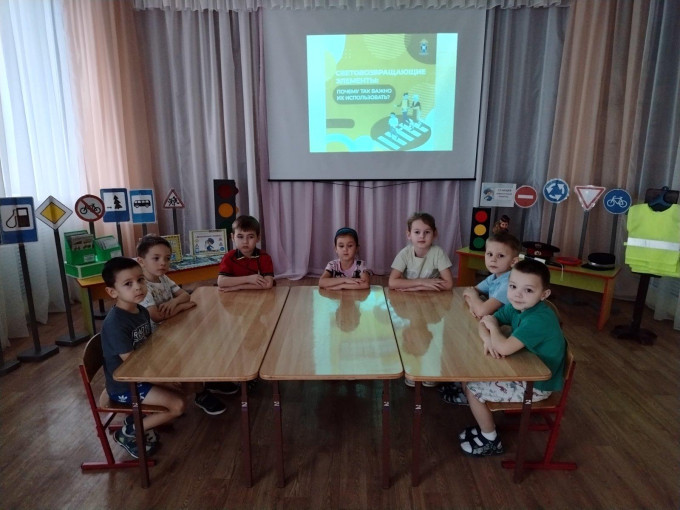 СВЕТОВОЗВРАЩАЮЩИЕ
ЭЛЕМЕНТЫ:
ПОЧЕМУ ТАК ВАЖНО
ИХ ИСПОЛЬЗОВАТЬ?